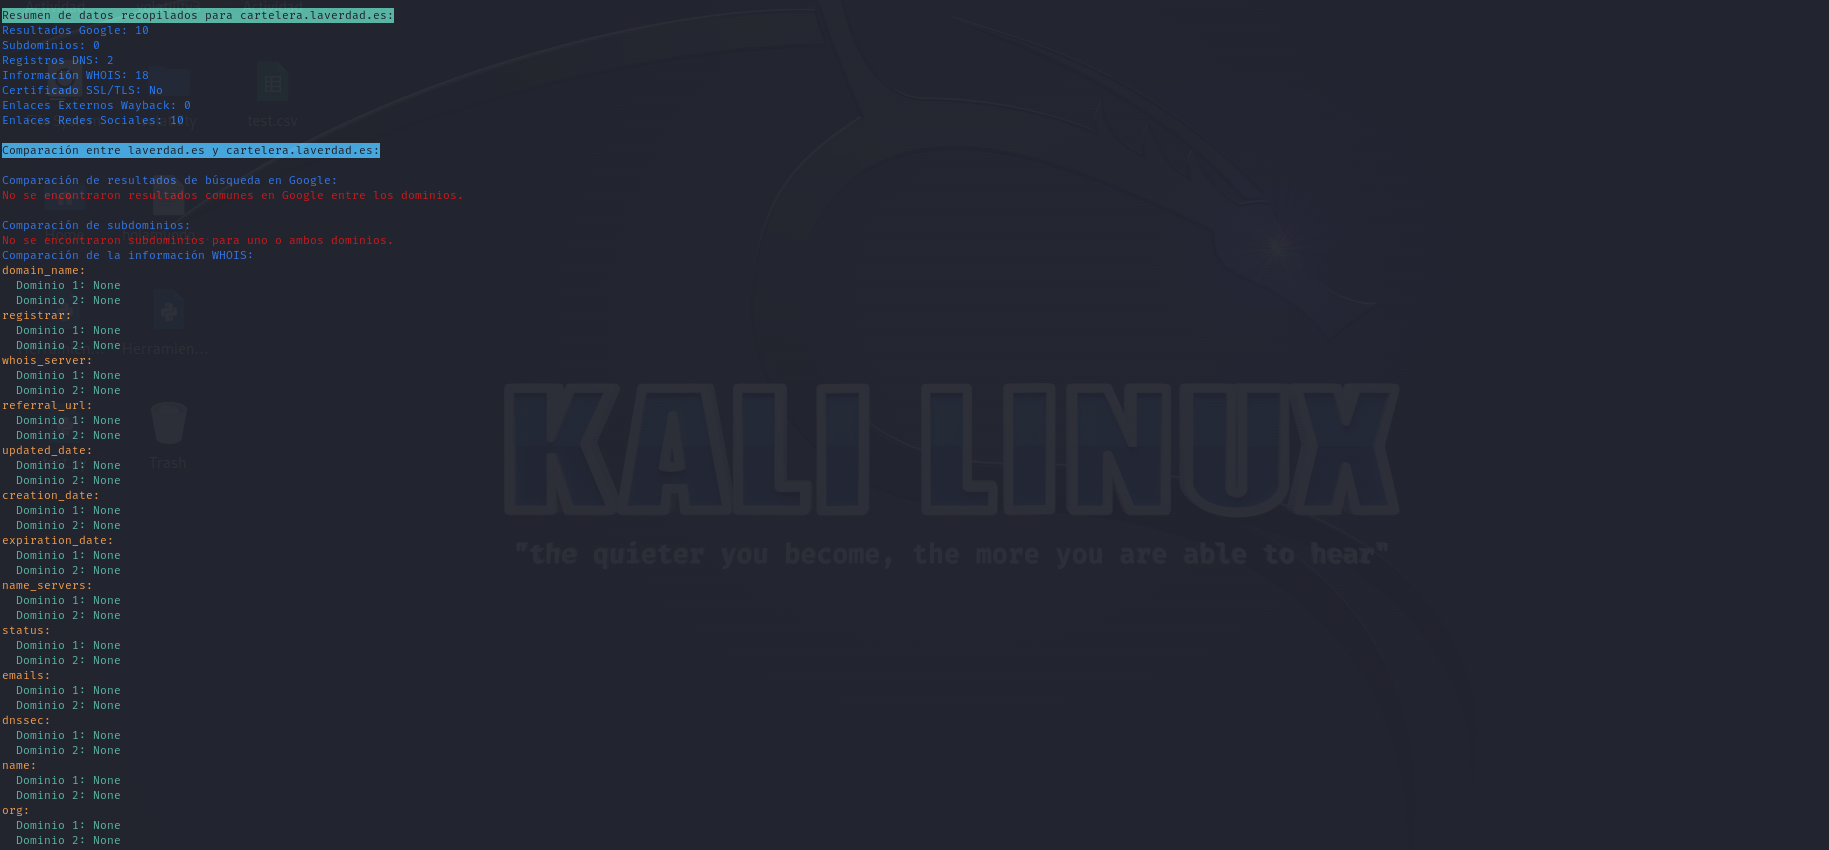 Resumen de datos recopilados para cartelera.laverdad.es:
Resultados Google: 10
Subdominios: 0
Registros DNS: 2
Información WHOIS: 18
Certificado SSL/TLS: No
Enlaces Externos Wayback: 0
Enlaces Redes Sociales: 10
test.csv
Comparación entre laverdad.es y cartelera.laverdad.es:
Comparación de resultados de búsqueda en Google:
No se encontraron resultados comunes en Google entre los dominios.
Comparación de subdominios:
No se encontraron subdominios para uno o ambos dominios.
Comparación de la información WHOIS:
domain_name:
Dominio 1: None
Dominio 2: None
registrar:
Dominio 1: None
Dominio 2: None
Herramien...
whois_server:
Dominio 1: None
Dominio 2: None
referral_url:
Dominio 1: None
Dominio 2: None
updated_date:
Dominio 1: None
Trash
Dominio 2: None
creation_date:
Dominio 1: None
Dominio 2: None
expiration_date:
Dominio 1: None
Dominio 2: None
name_servers:
Dominio 1: None
Dominio 2: None
status:
Dominio 1: None
Dominio 2: None
emails:
Dominio 1: None
Dominio 2: None
dnssec:
Dominio 1: None
Dominio 2: None
name:
Dominio 1: None
Dominio 2: None
org:
Dominio 1: None
Dominio 2: None
KALI LINUX
"the quieter you become, the more you are able to hear"